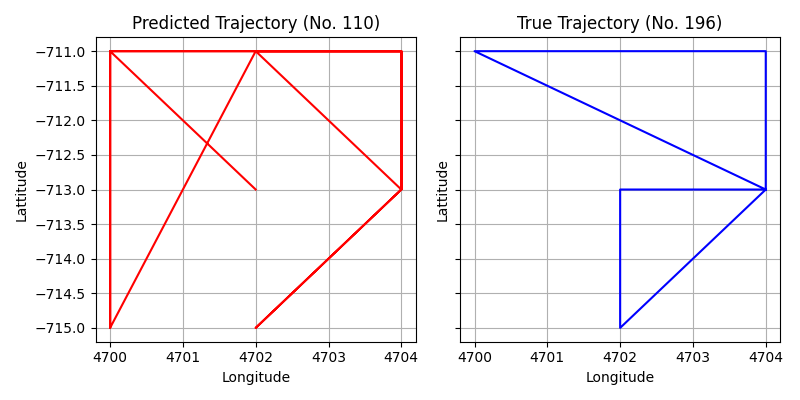 Predicted Trajectory (No. 110)
True Trajectory (No. 196)
−711.0
−711.5
−712.0
−712.5
−713.0
−713.5
−714.0
−714.5
−715.0
Lattitude
Lattitude
4700 4701 4702 4703 4704
4700 4701 4702 4703 4704
Longitude
Longitude